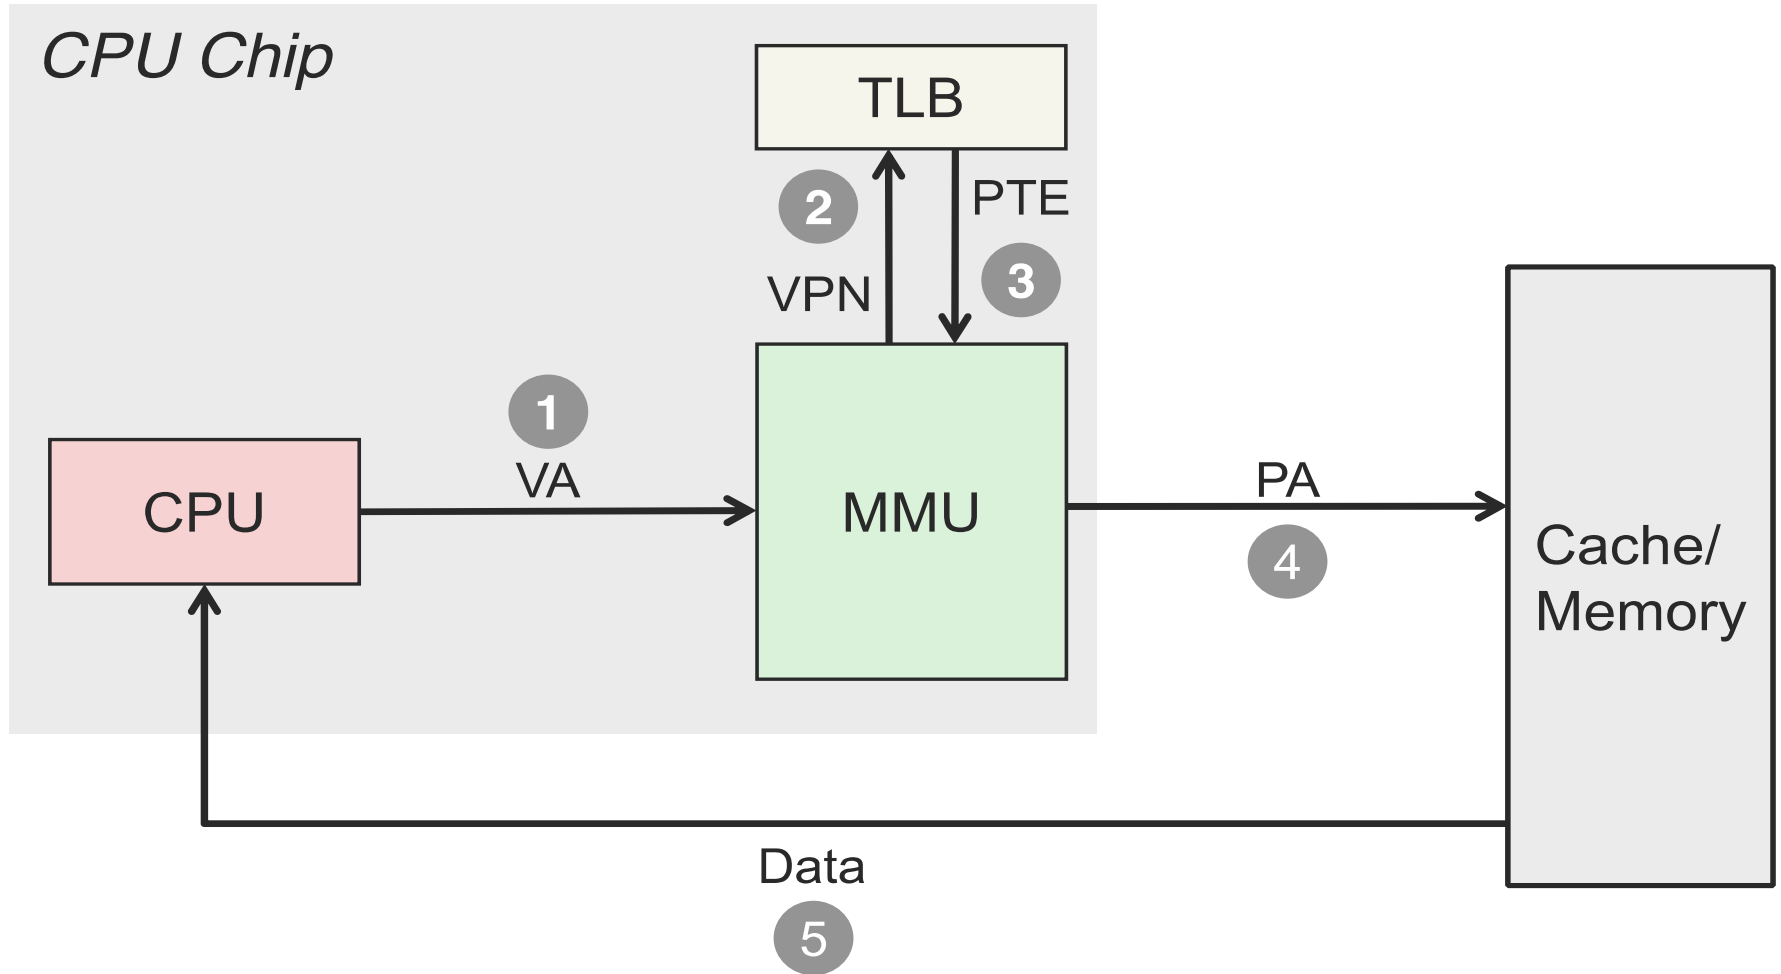 CPU Chip
TLB
2
PTE
VPN
3
1
VA
CPU
MMU
PA
4
Cache/
Memory
Data
5